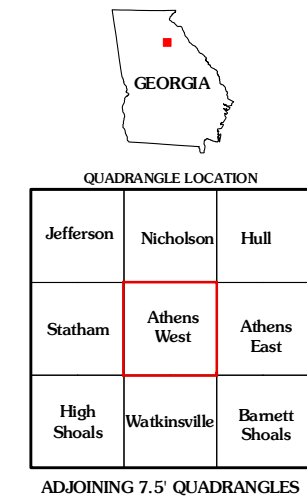 GEORGIA
QUADRANGLE LOCATION
Jefferson
Nicholson
Hull
Statham
Athens
West
Athens
East
High
Shoals
Watkinsville
Barnett
Shoals
ADJOINING 7.5' QUADRANGLES